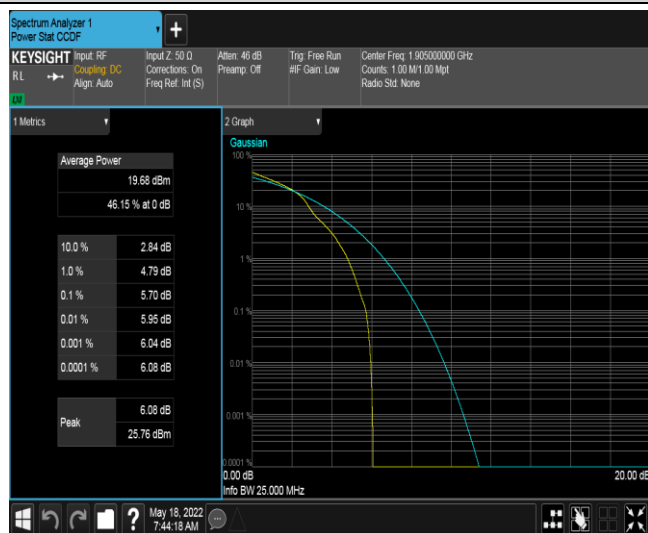 Spectrum Analyzer 1
Power Stat CCDF
+
KEYSIGHT
RL
LXI
Input: RF
Coupling: DC
Align: Auto
Input Z: 50 Ω
Corrections: On
Freq Ref: Int (S)
Atten: 46 dB
Preamp: Off
Trig: Free Run
#IF Gain: Low
Center Freq: 1.905000000 GHz
Counts: 1.00 M/1.00 Mpt
Radio Std: None
1 Metrics
Average Power
19.68 dBm
46.15 % at 0 dB
10.0 % 2.84 dB
1.0 % 4.79 dB
0.1 % 5.70 dB
0.01 % 5.95 dB
0.001 % 6.04 dB
0.0001 % 6.08 dB
Peak
6.08 dB
25.76 dBm
2 Graph
Gaussian
100 %
10 %
1 %
0.1 %
0.01 %
0.001 %
0.0001 %
0.00 dB
20.00 dB
Info BW 25.000 MHz
?
May 18, 2022
7:44:18 AM